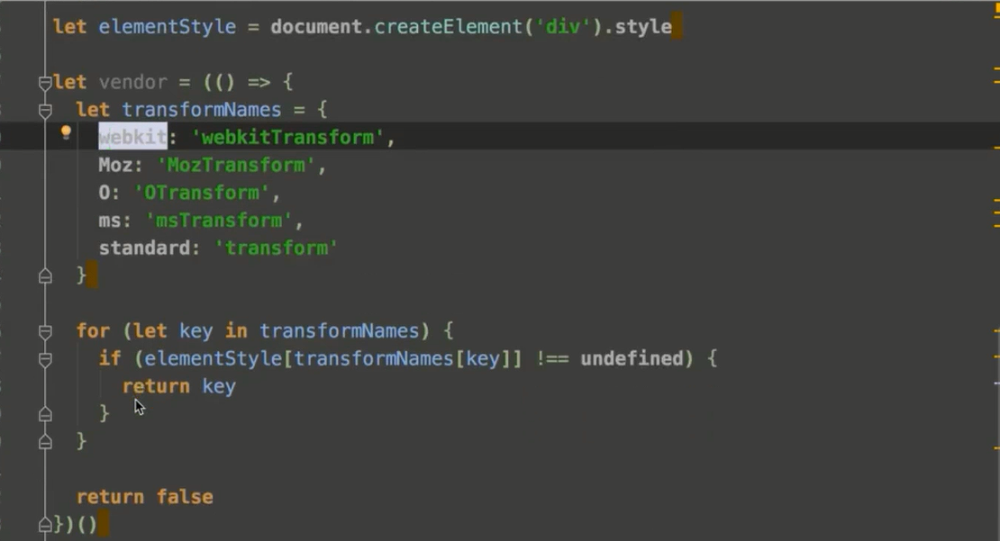 let elementStyle = document.createElement('div').style
let vendor = (() => {
let transformNames = {
webkit: 'webkitTransform',
Moz: 'MozTransform',
O: 'OTransform',
ms: 'msTransform',
standard: 'transform'
}
for (let key in transformNames) {
if (elementStyle[transformNames[key]] !== undefined) {
return key
}
}
return false
})()